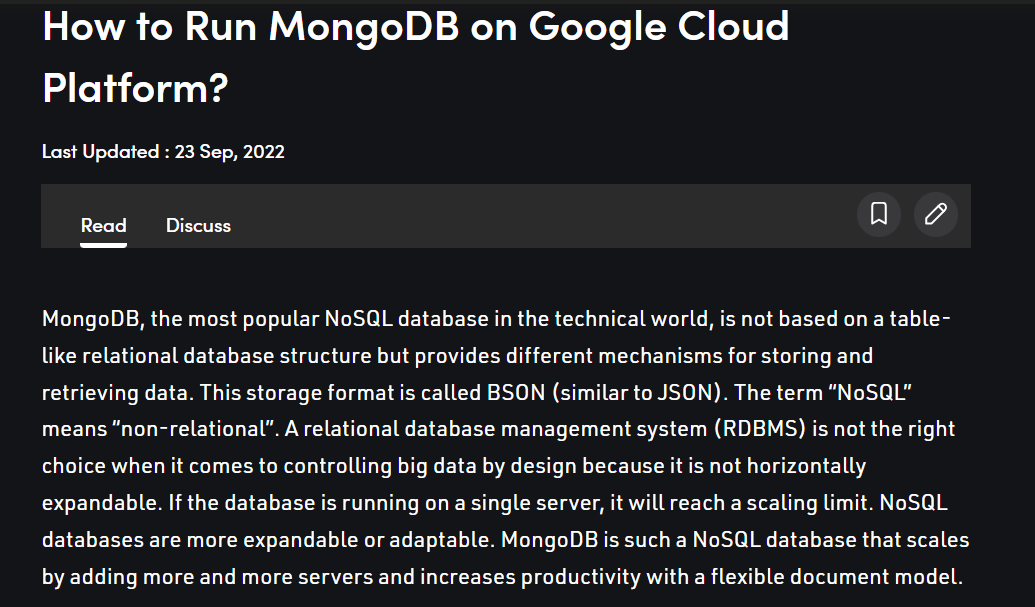 How to Run MongoDB on Google Cloud
Platform?
Last Updated : 23 Sep, 2022
Read Discuss
MongoDB, the most popular NoSQL database in the technical world, is not based on a table-
like relational database structure but provides different mechanisms for storing and
retrieving data. This storage format is called BSON (similar to JSON). The term “NoSQL”
means “non-relational”. A relational database management system (RDBMS) is not the right
choice when it comes to controlling big data by design because it is not horizontally
expandable. If the database is running on a single server, it will reach a scaling limit. NoSQL
databases are more expandable or adaptable. MongoDB is such a NoSQL database that scales
by adding more and more servers and increases productivity with a flexible document model.